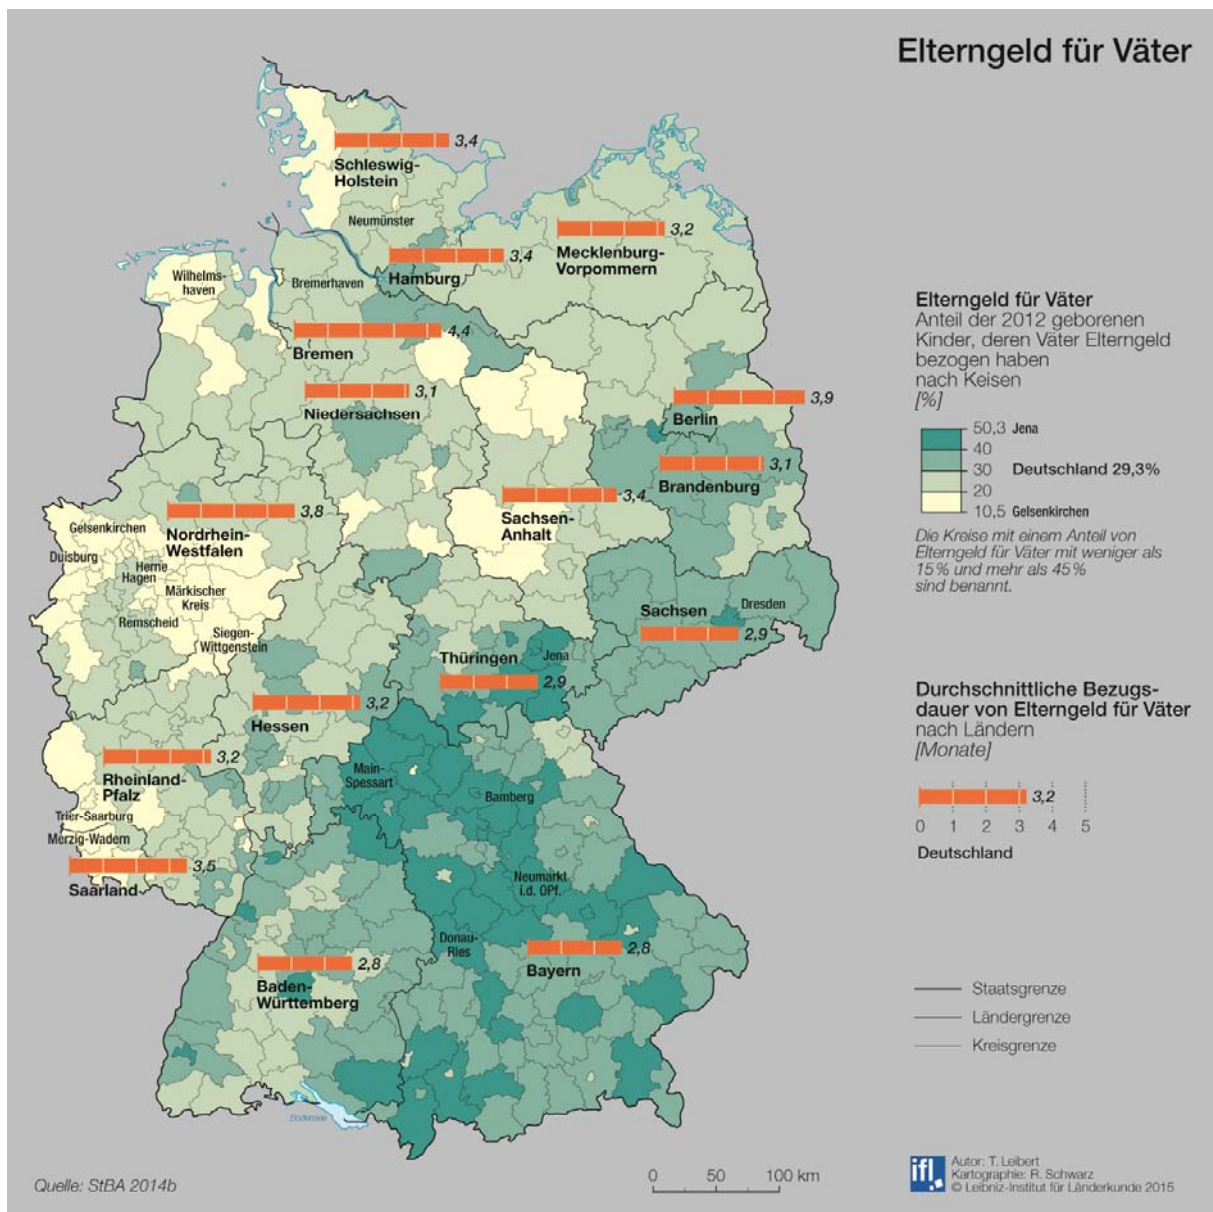 Elterngeld für Väter
3,4
Schleswig-
Holstein
Neumünster
3,2
Mecklenburg-
Vorpommern
3,4
Hamburg
Wilhelms-
haven
Bremerhaven
4,4
Bremen
3,1
Niedersachsen
3,9
Berlin
3,1
Brandenburg
3,4
Sachsen-
Anhalt
3,8
Nordrhein-
Westfalen
Gelsenkirchen
Duisburg
Herne
Hagen
Märkischer
Kreis
Remscheid
Siegen-
Wittgenstein
Sachsen
Dresden
2,9
Thüringen
Jena
2,9
3,2
Hessen
3,2
Rheinland-
Pfalz
Trier-Saarburg
Merzig-Wadern
3,5
Saarland
Main-
Spessart
Bamberg
Neumarkt
i.d. OPf.
Donau-
Ries
2,8
Bayern
2,8
Baden-
Württemberg
Bodensee
Elterngeld für Väter
Anteil der 2012 geborenen
Kinder, deren Väter Elterngeld
bezogen haben
nach Keisen
[%]
50,3 Jena
40
30 Deutschland 29,3%
20
10,5 Gelsenkirchen
Die Kreise mit einem Anteil von
Elterngeld für Väter mit weniger als
15% und mehr als 45%
sind benannt.
Durchschnittliche Bezugs-
dauer von Elterngeld für Väter
nach Ländern
[Monate]
3,2
0 1 2 3 4 5
Deutschland
Staatsgrenze
Ländergrenze
Kreisgrenze
Quelle: StBA 2014b
0 50 100 km
ifl
Autor: T. Leibert
Kartographie: R. Schwarz
© Leibniz-Institut für Länderkunde 2015